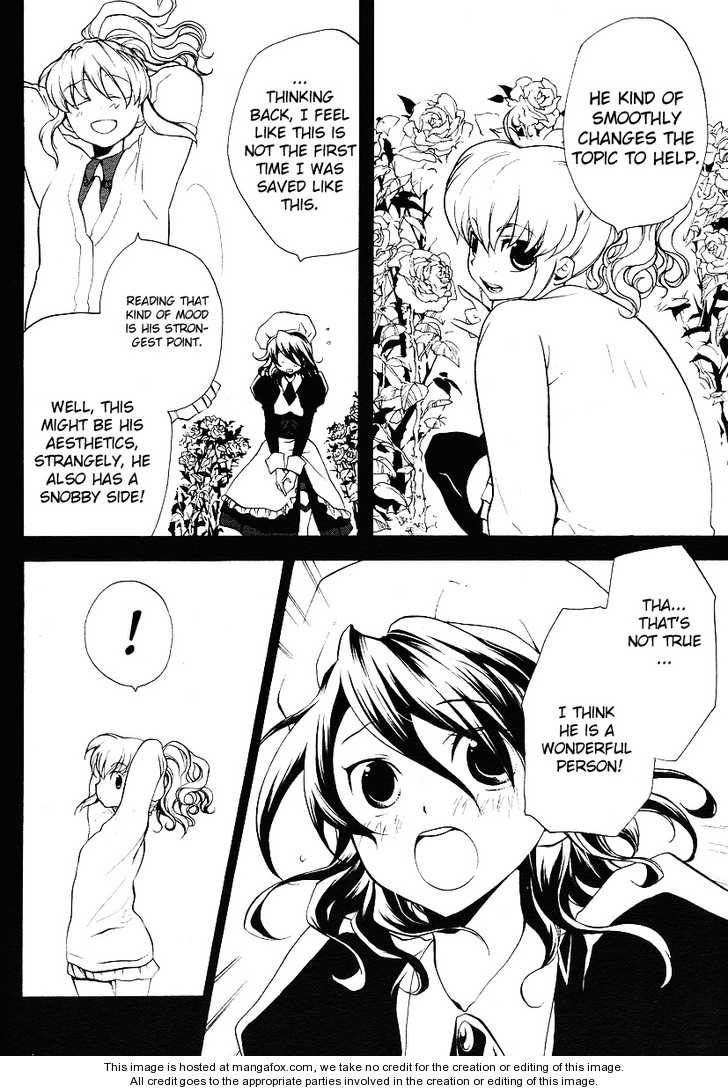 HE KIND OF
SMOOTHLY
CHANGES THE
TOPIC TO HELP.
...
THINKING
BACK, I FEEL
LIKE THIS IS
NOT THE FIRST
TIME I WAS
SAVED LIKE
THIS.
READING THAT
KIND OF MOOD
IS HIS STRON-
GEST POINT.
WELL, THIS
MIGHT BE HIS
AESTHETICS,
STRANGELY, HE
ALSO HAS A
SNOBBY SIDE!
THA...
THAT'S
NOT TRUE
...
I THINK
HE IS A
WONDERFUL
PERSON!
!
This image is hosted at mangafox.com, we take no credit for the creation or editing of this image.
All credit goes to the appropriate parties involved in the creation or editing of this image.